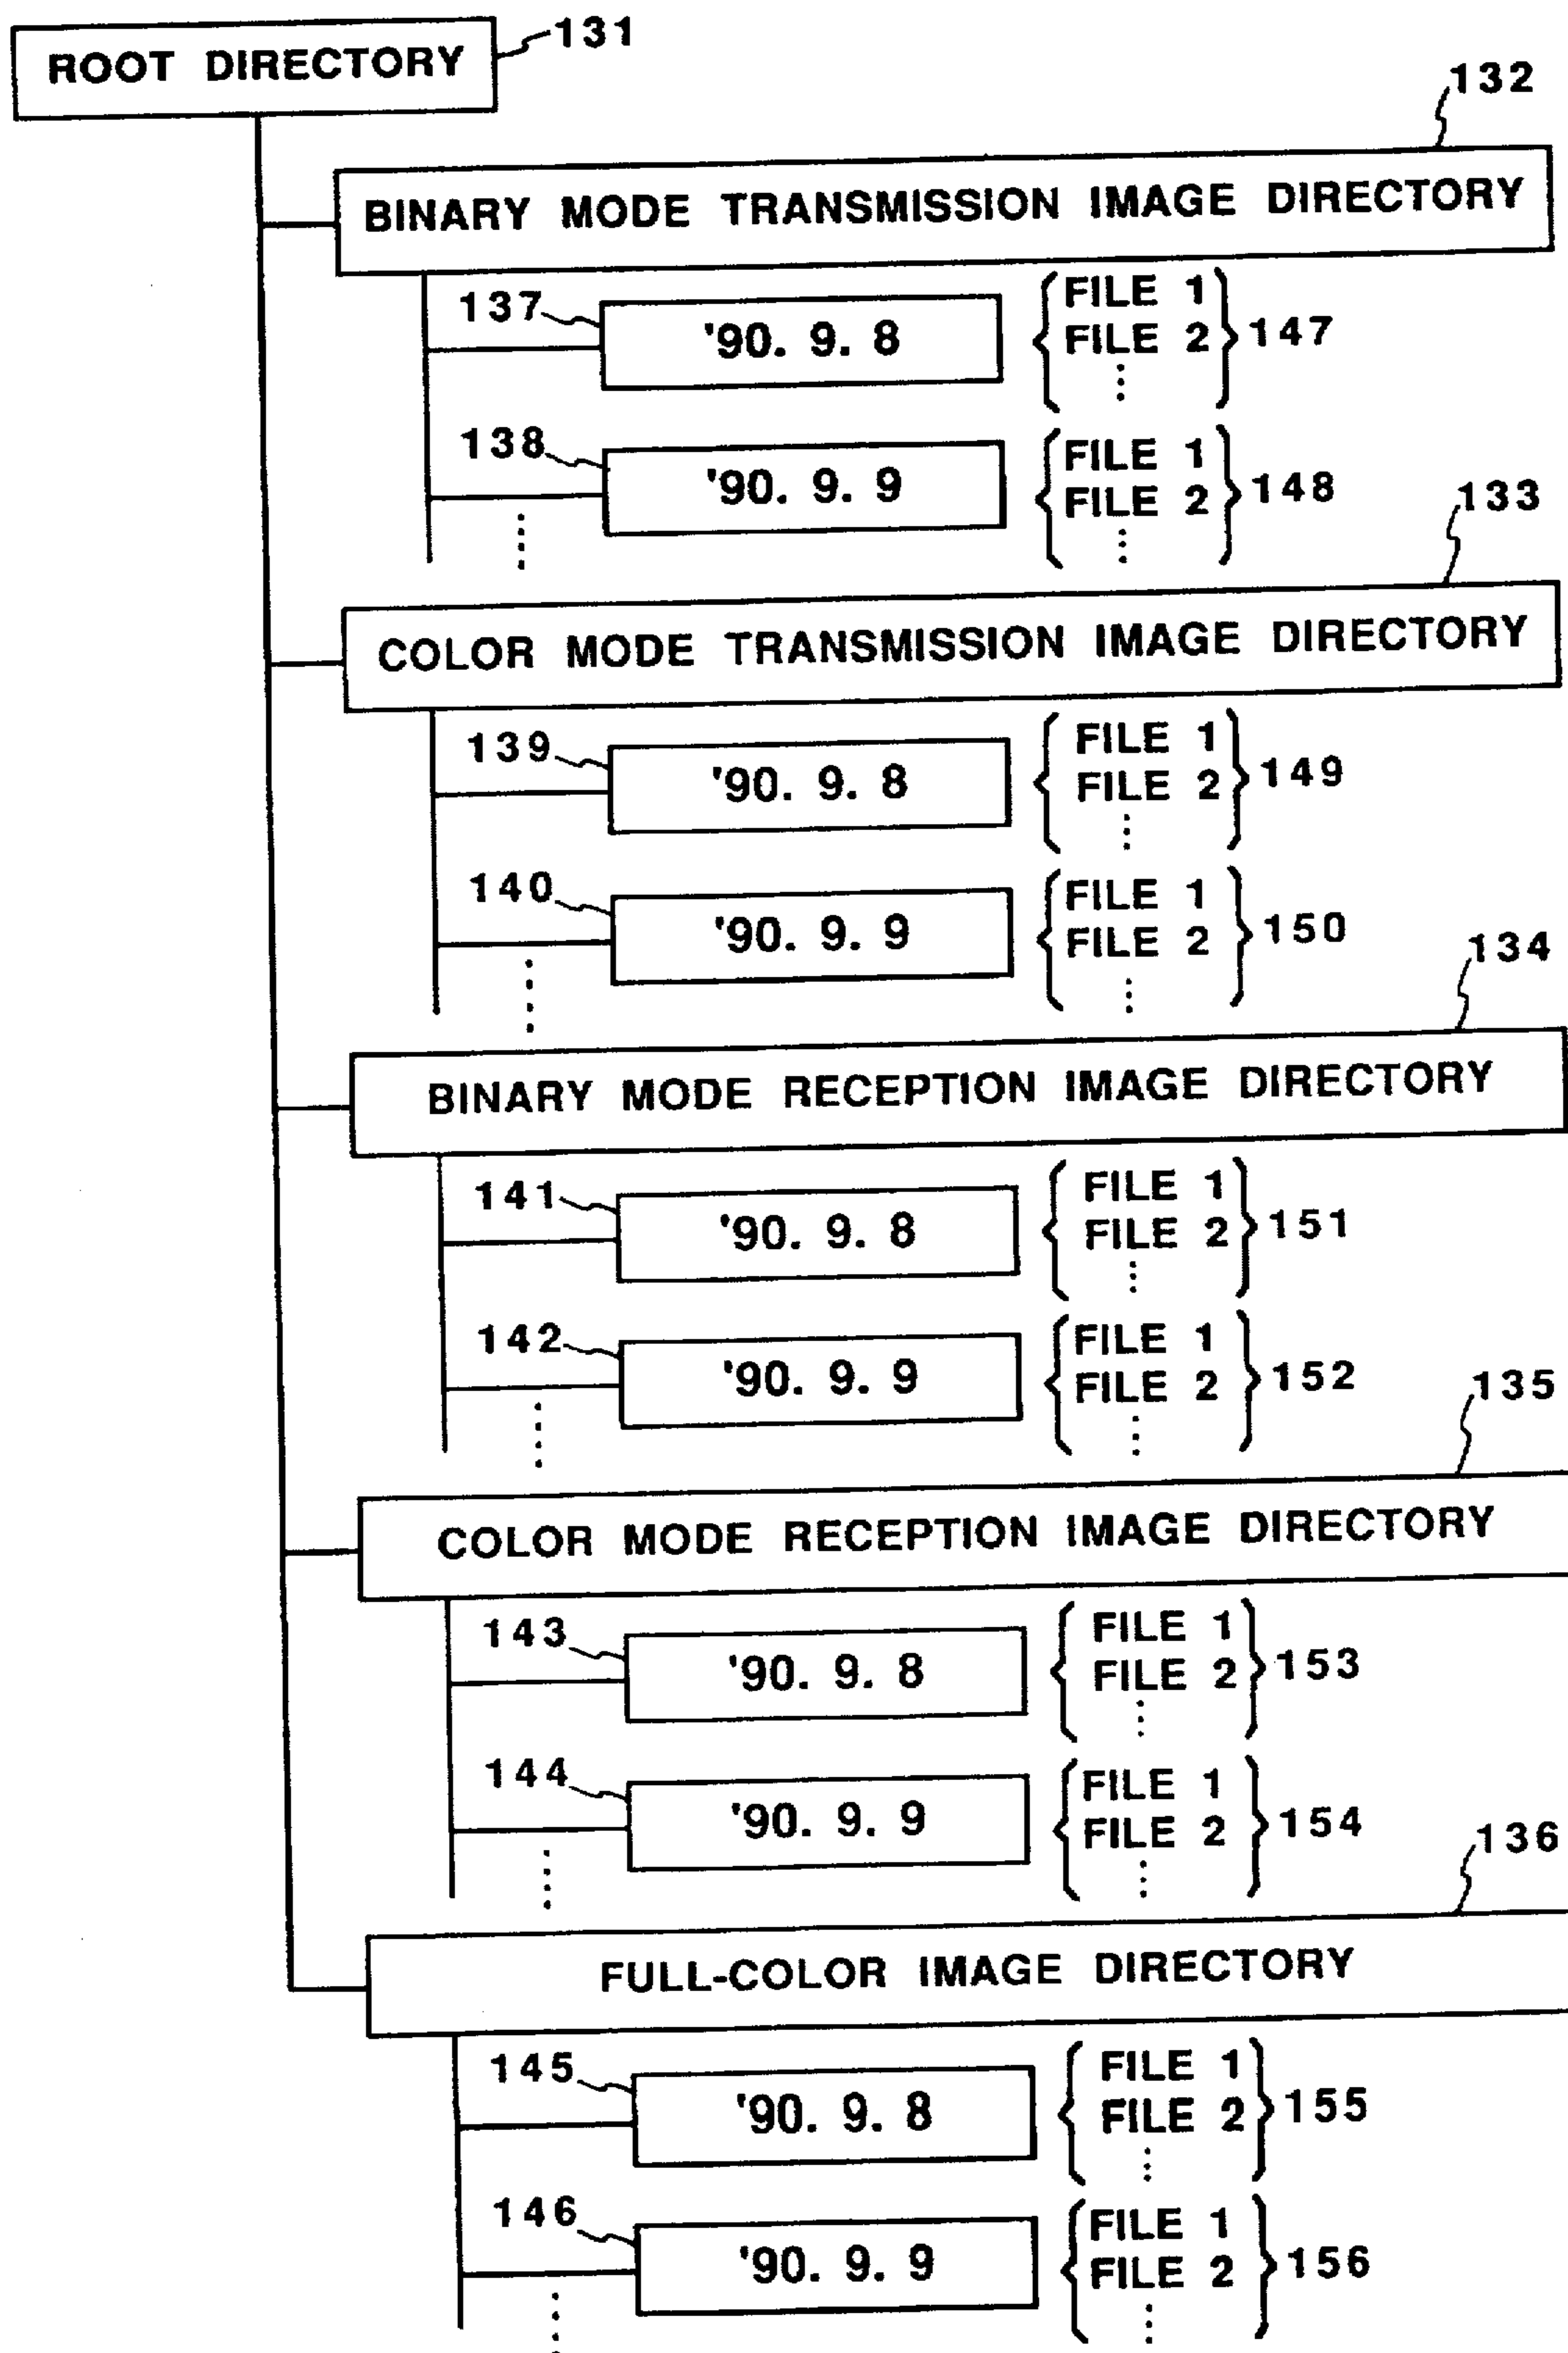 ROOT DIRECTORY 131
132
BINARY MODE TRANSMISSION IMAGE DIRECTORY
137 '90. 9. 8 FILE 1
FILE 2 147
138 '90. 9. 9 FILE 1
FILE 2 148
133
COLOR MODE TRANSMISSION IMAGE DIRECTORY
139 '90. 9. 8 FILE 1
FILE 2 149
140 '90. 9. 9 FILE 1
FILE 2 150
134
BINARY MODE RECEPTION IMAGE DIRECTORY
141 '90. 9. 8 FILE 1
FILE 2 151
142 '90. 9. 9 FILE 1
FILE 2 152
135
COLOR MODE RECEPTION IMAGE DIRECTORY
143 '90. 9. 8 FILE 1
FILE 2 153
144 '90. 9. 9 FILE 1
FILE 2 154
136
FULL-COLOR IMAGE DIRECTORY
145 '90. 9. 8 FILE 1
FILE 2 155
146 '90. 9. 9 FILE 1
FILE 2 156